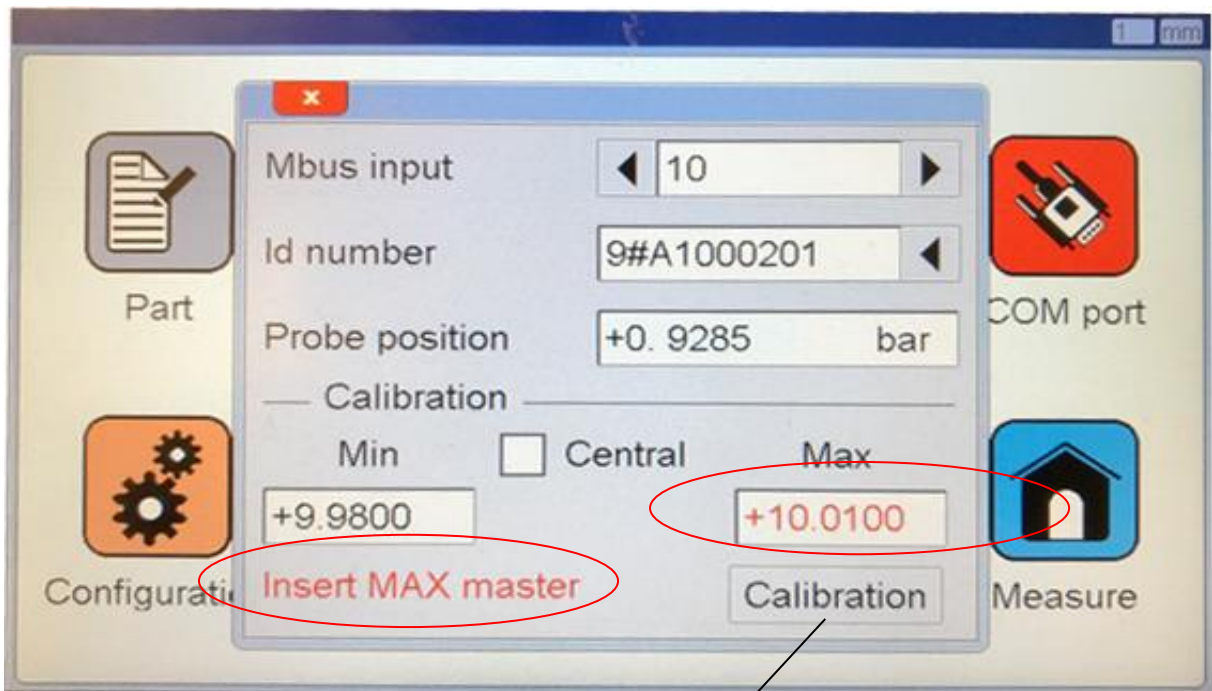 1 mm
x
Mbus input 10
Id number 9#A1000201
Part
COM port
Probe position +0. 9285 bar
Calibration
Min Central Max
+9.9800 +10.0100
Insert MAX master Calibration
Configurati Measure